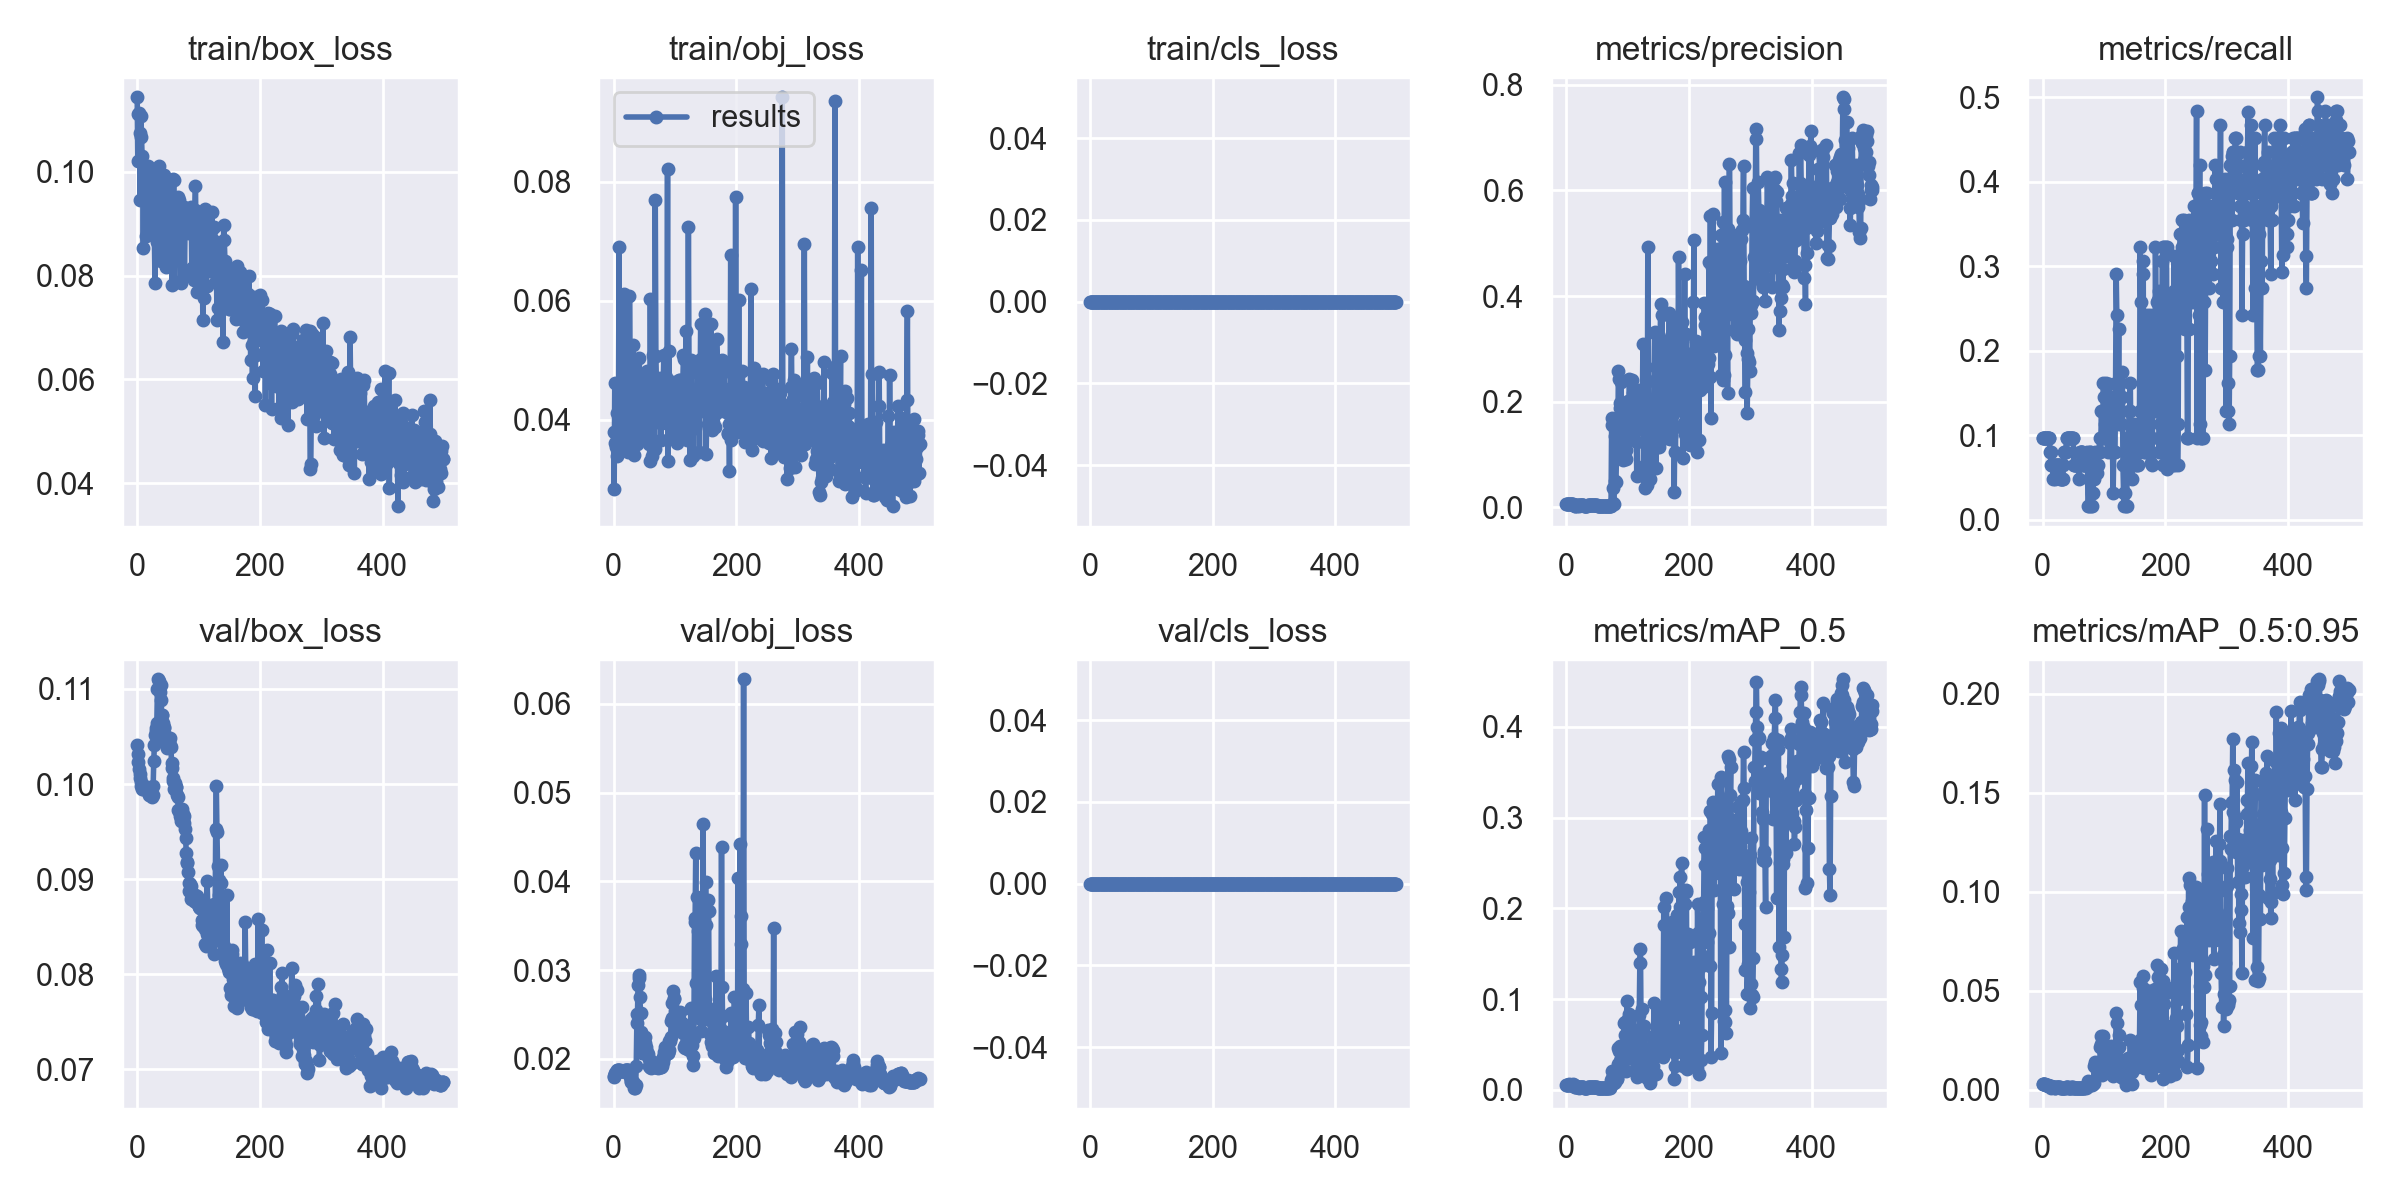 train/box_loss
train/obj_loss
train/cls_loss
metrics/precision
metrics/recall
0.10
0.08
0.06
0.04
0 200 400
results
0.08
0.06
0.04
0 200 400
0.04
0.02
0.00
−0.02
−0.04
0 200 400
0.8
0.6
0.4
0.2
0.0
0 200 400
0.5
0.4
0.3
0.2
0.1
0.0
0 200 400
val/box_loss
val/obj_loss
val/cls_loss
metrics/mAP_0.5
metrics/mAP_0.5:0.95
0.11
0.10
0.09
0.08
0.07
0 200 400
0.06
0.05
0.04
0.03
0.02
0 200 400
0.04
0.02
0.00
−0.02
−0.04
0 200 400
0.4
0.3
0.2
0.1
0.0
0 200 400
0.20
0.15
0.10
0.05
0.00
0 200 400